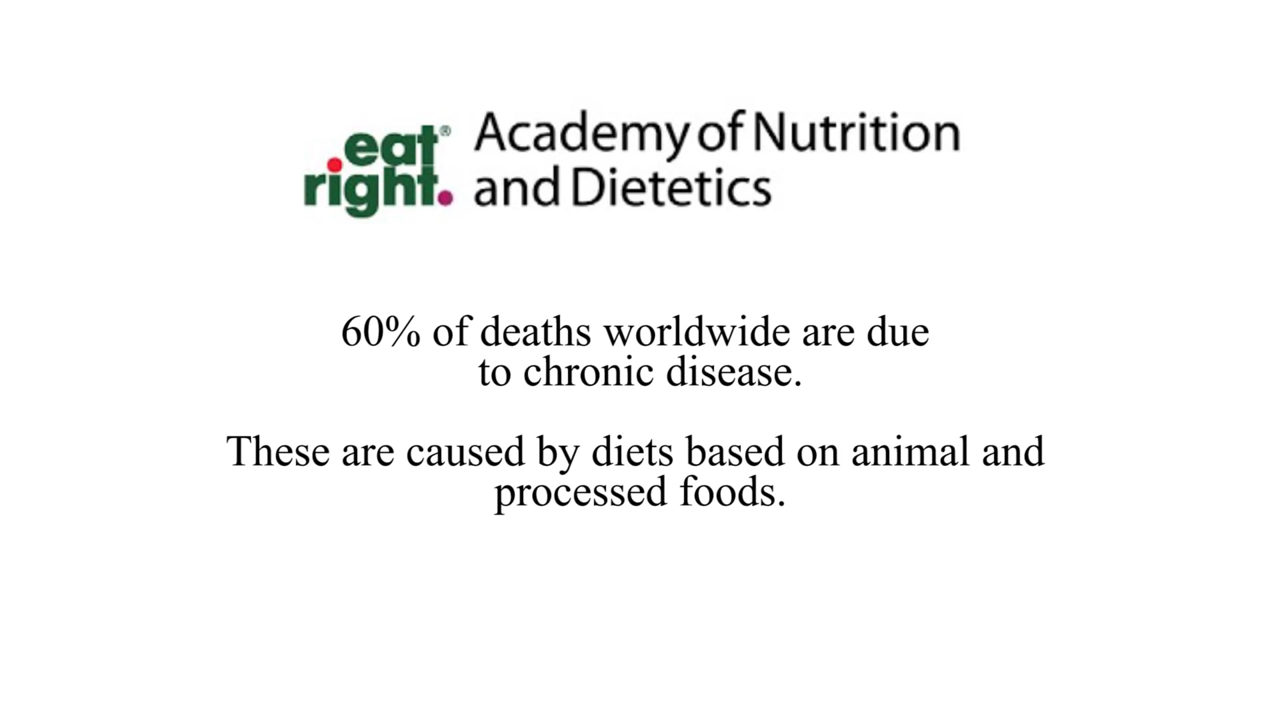 eat®
right.
Academy of Nutrition
and Dietetics
60% of deaths worldwide are due
to chronic disease.
These are caused by diets based on animal and
processed foods.